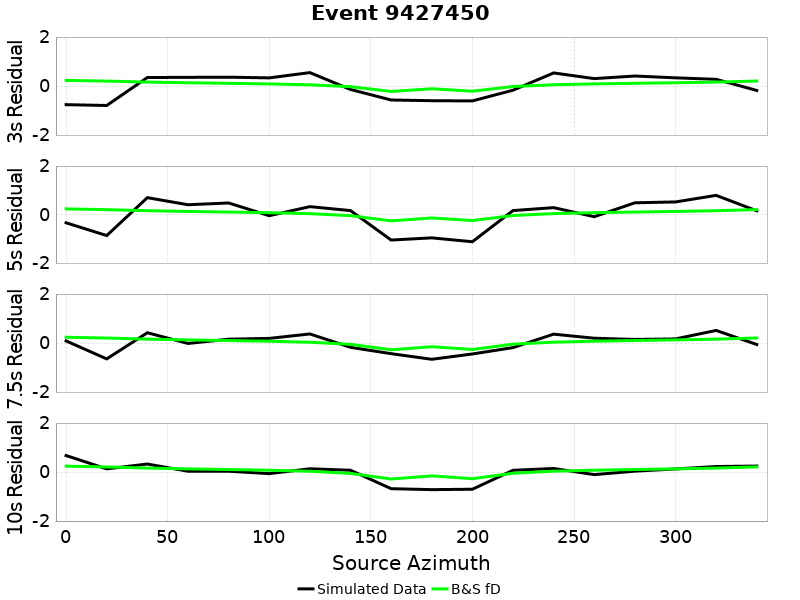 Event 9427450
3s Residual
2
0
-2
5s Residual
2
0
-2
7.5s Residual
2
0
-2
10s Residual
2
0
-2
0 50 100 150 200 250 300
Source Azimuth
Simulated Data B&S fD